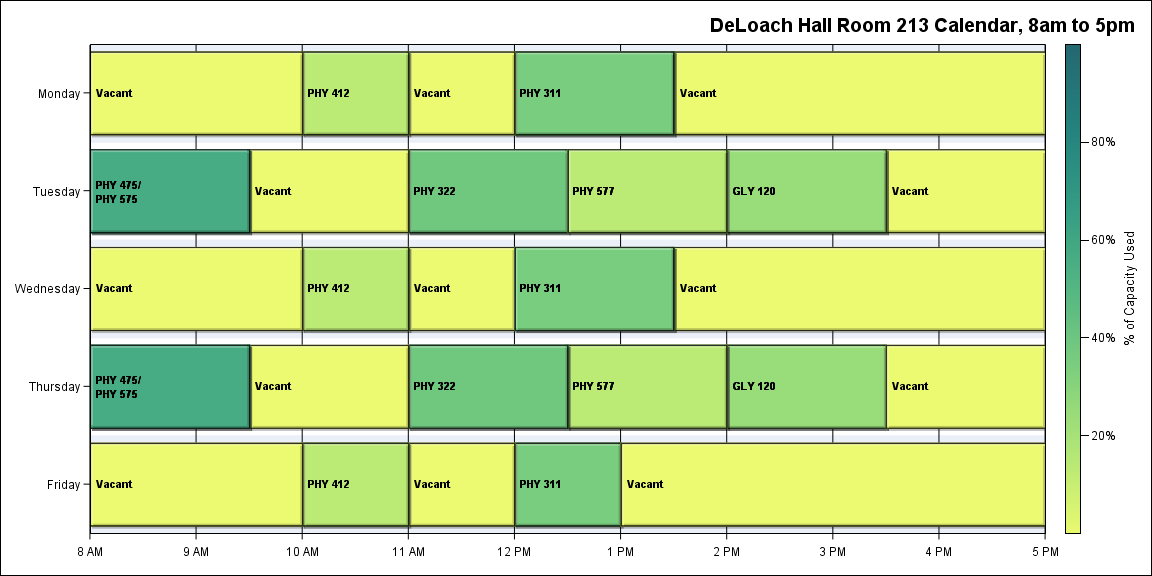 DeLoach Hall Room 213 Calendar, 8am to 5pm
Monday
Vacant
PHY 412
Vacant
PHY 311
Vacant
Tuesday
PHY 475/
PHY 575
Vacant
PHY 322
PHY 577
GLY 120
Vacant
Wednesday
Vacant
PHY 412
Vacant
PHY 311
Vacant
Thursday
PHY 475/
PHY 575
Vacant
PHY 322
PHY 577
GLY 120
Vacant
Friday
Vacant
PHY 412
Vacant
PHY 311
Vacant
8 AM
9 AM
10 AM
11 AM
12 PM
1 PM
2 PM
3 PM
4 PM
5 PM
80%
60%
40%
20%
% of Capacity Used